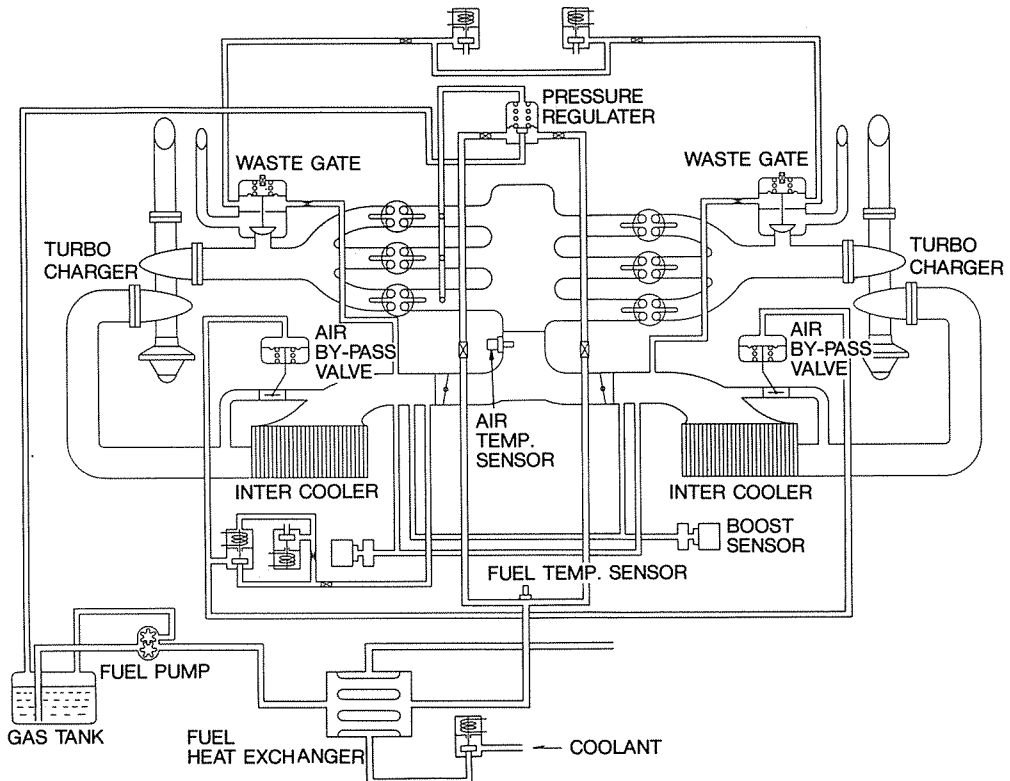 PRESSURE
REGULATER
WASTE GATE
WASTE GATE
TURBO
CHARGER
TURBO
CHARGER
AIR
BY-PASS
VALVE
AIR
BY-PASS
VALVE
AIR
TEMP.
SENSOR
INTER COOLER
INTER COOLER
BOOST
SENSOR
FUEL TEMP. SENSOR
FUEL PUMP
GAS TANK
FUEL
HEAT EXCHANGER
COOLANT